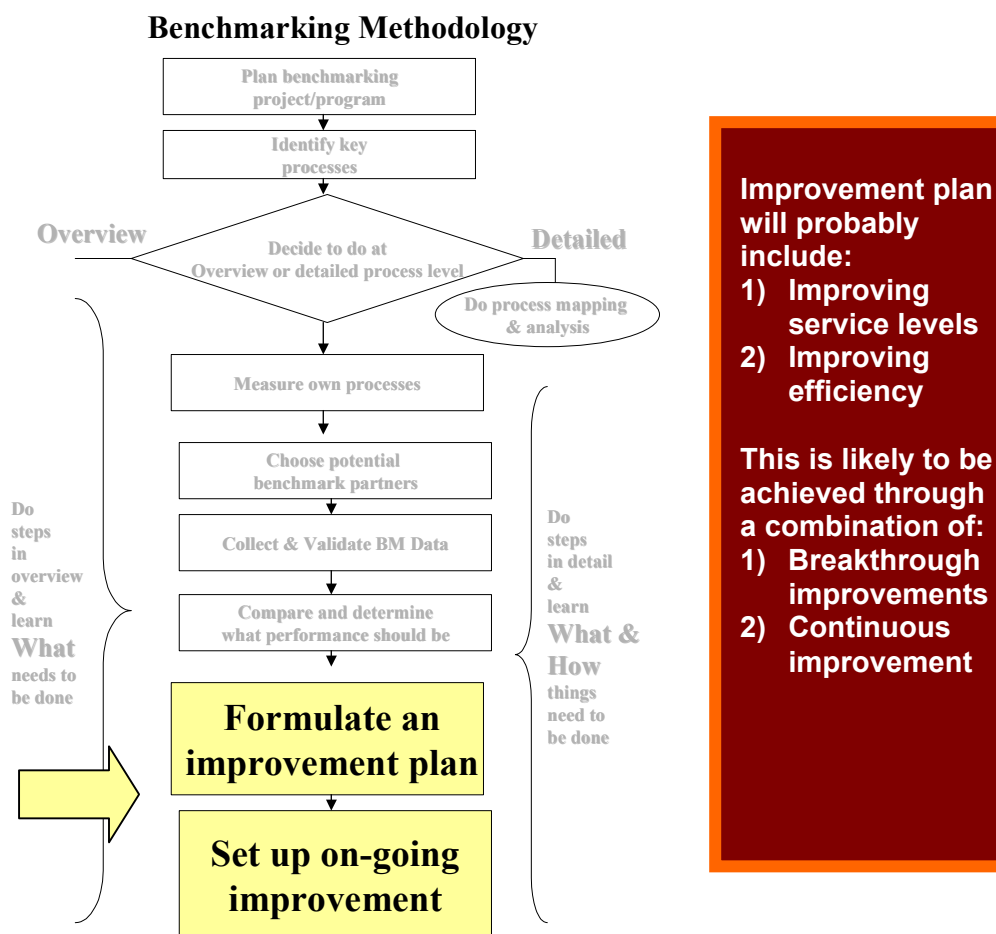 Benchmarking Methodology
Plan benchmarking
project/program
Identify key
processes
Overview
Decide to do at
Overview or detailed process level
Detailed
Do process mapping
& analysis
Measure own processes
Choose potential
benchmark partners
Collect & Validate BM Data
Compare and determine
what performance should be
Formulate an
improvement plan
Set up on-going
improvement
Do
steps
in
overview
&
learn
What
needs to
be done
Do
steps
in detail
&
learn
What &
How
things
need to
be done
Improvement plan
will probably
include:
1) Improving
service levels
2) Improving
efficiency
This is likely to be
achieved through
a combination of:
1) Breakthrough
improvements
2) Continuous
improvement